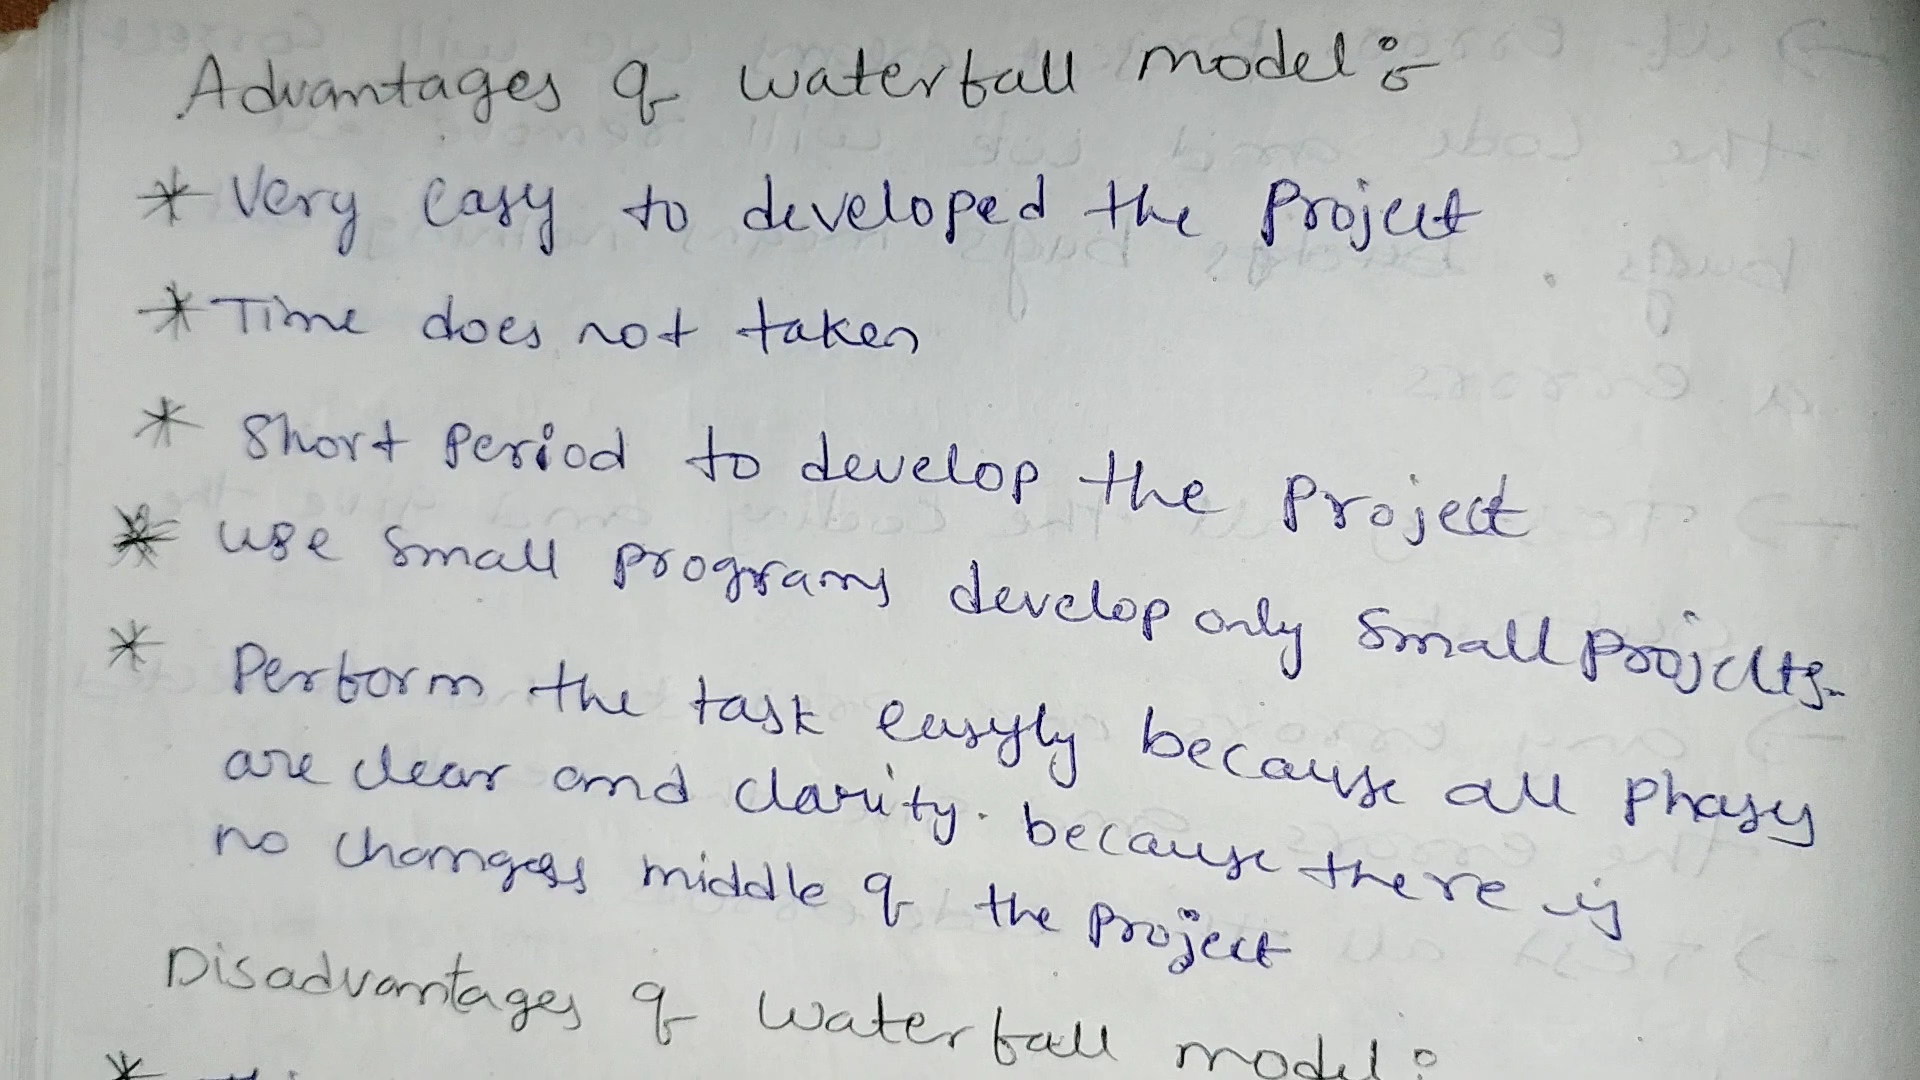 Advantages of waterfall model:-
* Very easy to developed the Project
* Time does not taken
* Short Period to develop the Project
* use small programs develop only small projects.
* Perform the task easyly because all phases
are clear and clarity. because there is
no changess middle of the Project
Disadvantages of waterfall model:
*